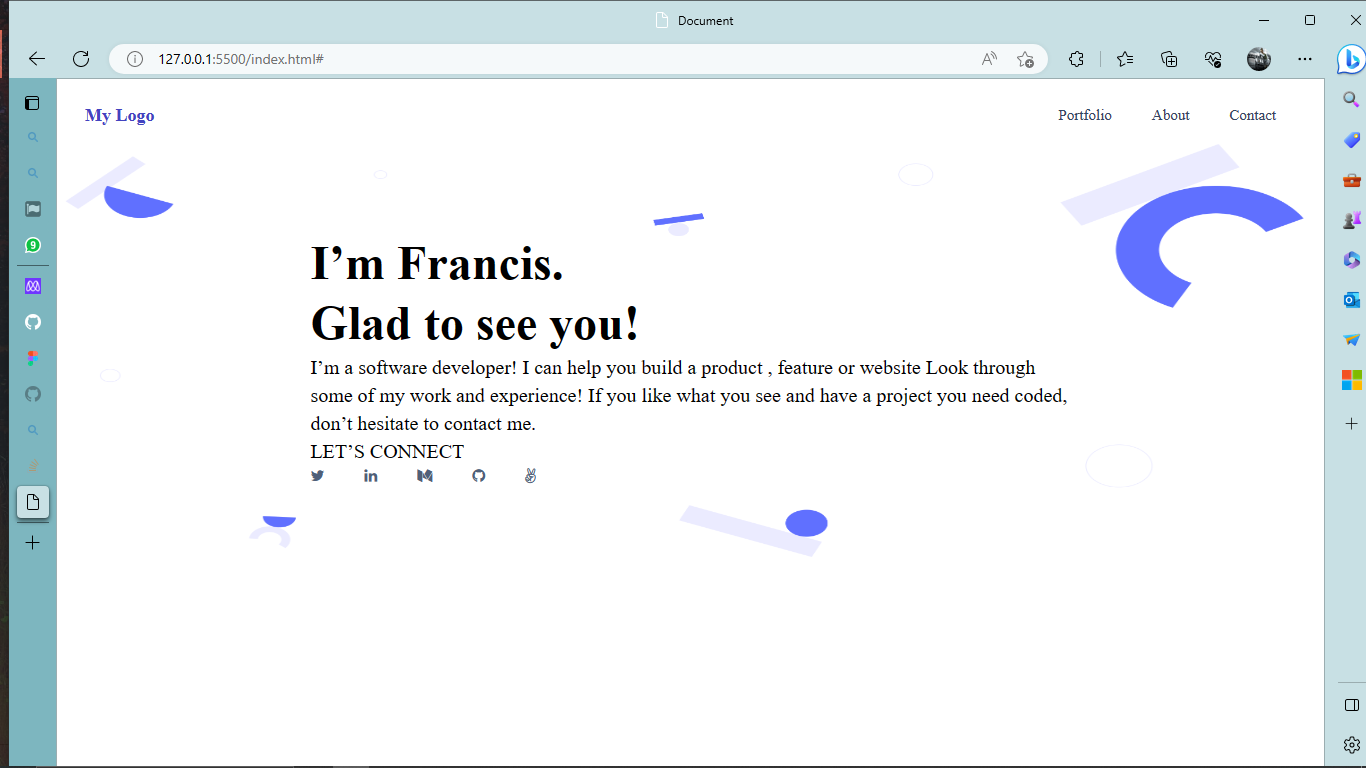 Document
127.0.0.1:5500/index.html#
My Logo
Portfolio About Contact
I’m Francis.
Glad to see you!
I’m a software developer! I can help you build a product , feature or website Look through
some of my work and experience! If you like what you see and have a project you need coded,
don’t hesitate to contact me.
LET’S CONNECT
9